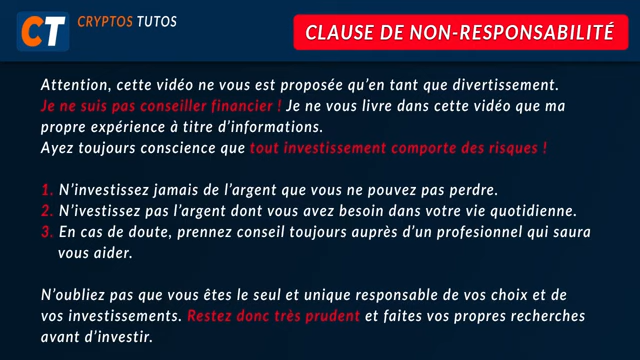 CT CRYPTOS TUTOS
CLAUSE DE NON-RESPONSABILITÉ
Attention, cette vidéo ne vous est proposée qu'en tant que divertissement.
Je ne suis pas conseiller financier ! Je ne vous livre dans cette vidéo que ma
propre expérience à titre d'informations.
Ayez toujours conscience que tout investissement comporte des risques !
1. N'investissez jamais de l'argent que vous ne pouvez pas perdre.
2. N'ivestissez pas l'argent dont vous avez besoin dans votre vie quotidienne.
3. En cas de doute, prennez conseil toujours auprès d'un profesionnel qui saura
vous aider.
N'oubliez pas que vous êtes le seul et unique responsable de vos choix et de
vos investissements. Restez donc très prudent et faites vos propres recherches
avant d'investir.